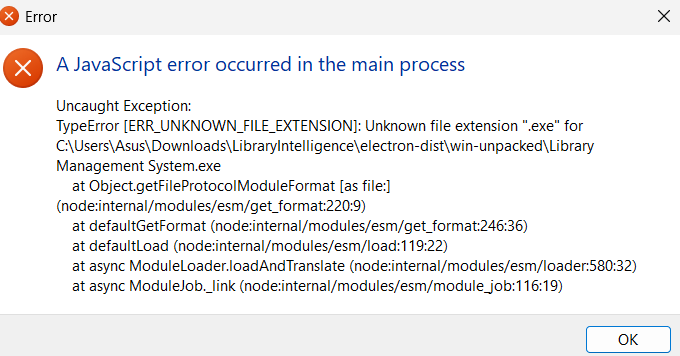 Error
A JavaScript error occurred in the main process
Uncaught Exception:
TypeError [ERR_UNKNOWN_FILE_EXTENSION]: Unknown file extension ".exe" for
C:\Users\Asus\Downloads\LibraryIntelligence\electron-dist\win-unpacked\Library
Management System.exe
at Object.getFileProtocolModuleFormat [as file:]
(node:internal/modules/esm/get_format:220:9)
at defaultGetFormat (node:internal/modules/esm/get_format:246:36)
at defaultLoad (node:internal/modules/esm/load:119:22)
at async ModuleLoader.loadAndTranslate (node:internal/modules/esm/loader:580:32)
at async ModuleJob._link (node:internal/modules/esm/module_job:116:19)
OK